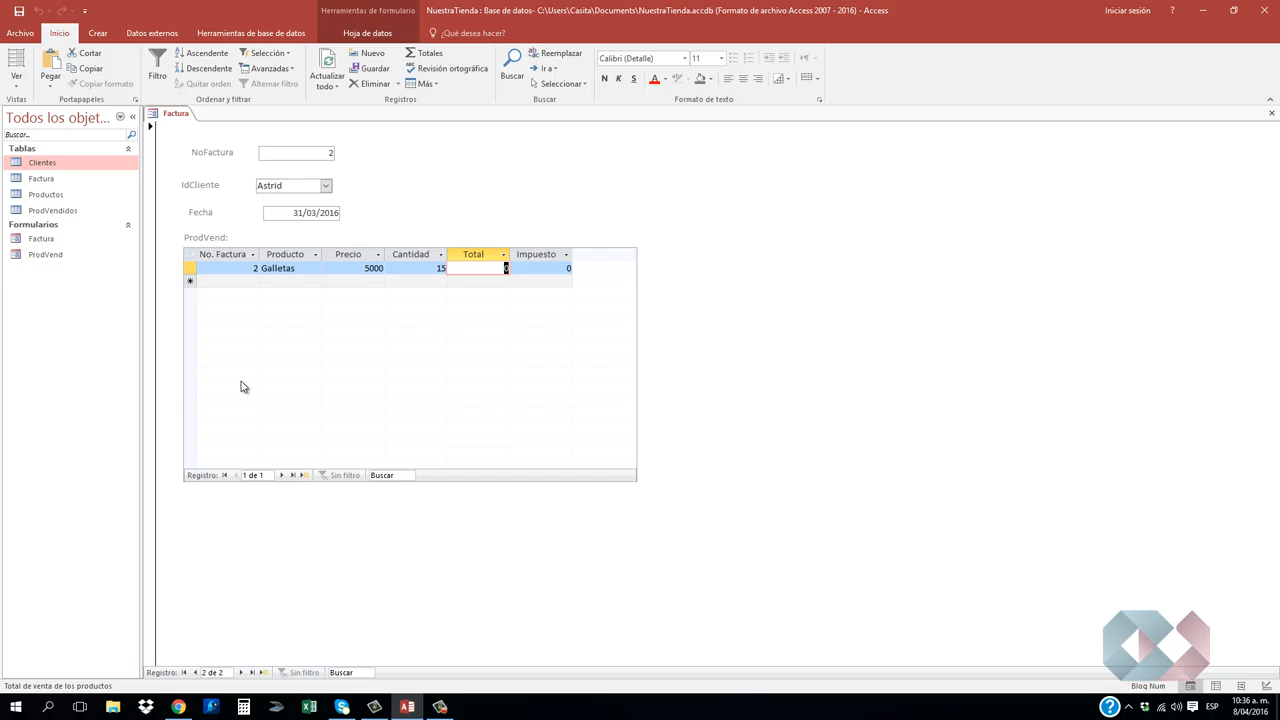 Herramientas de formulario
NuestraTienda : Base de datos- C:\Users\Casita\Documents\NuestraTienda.accdb (Formato de archivo Access 2007 - 2016) - Access
Iniciar sesión
?
Archivo Inicio Crear Datos externos Herramientas de base de datos Hoja de datos ¿Qué desea hacer?
Ver
Vistas
Pegar
Cortar
Copiar
Copiar formato
Portapapeles
Filtro
Ascendente
Descendente
Quitar orden
Selección
Avanzadas
Alternar filtro
Ordenar y filtrar
Actualizar
todo
Nuevo
Guardar
Eliminar
Totales
Revisión ortográfica
Más
Registros
Buscar
Reemplazar
Ir a
Seleccionar
Buscar
Calibri (Detalle) 11
N K S
Formato de texto
Todos los objet...
Buscar...
Tablas
Clientes
Factura
Productos
ProdVendidos
Formularios
Factura
ProdVend
Factura
NoFactura 2
IdCliente Astrid
Fecha 31/03/2016
ProdVend:
No. Factura Producto Precio Cantidad Total Impuesto
2 Galletas 5000 15 0 0
Registro: 1 de 1 Sin filtro Buscar
Registro: 2 de 2 Sin filtro Buscar
Total de venta de los productos
Bloq Num
ESP
10:36 a. m.
8/04/2016